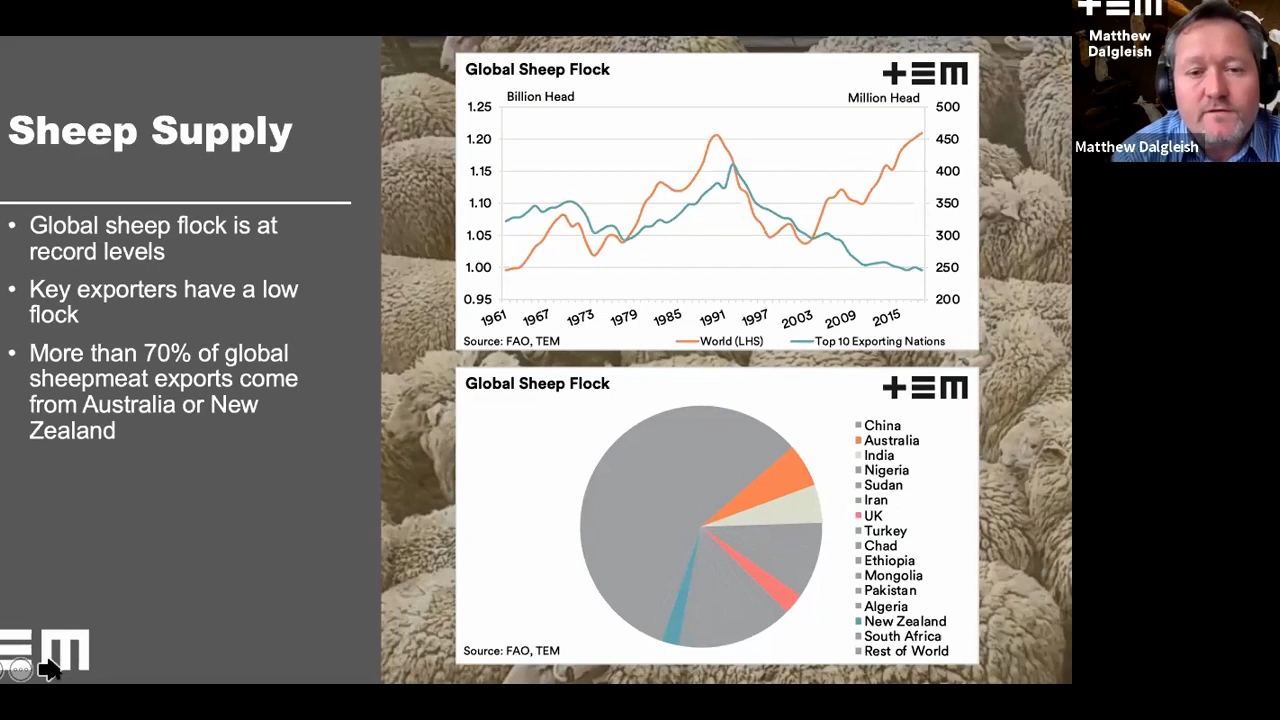 Sheep Supply
• Global sheep flock is at
record levels
• Key exporters have a low
flock
• More than 70% of global
sheepmeat exports come
from Australia or New
Zealand
Global Sheep Flock
TEM
Billion Head
Million Head
1.25
1.20
1.15
1.10
1.05
1.00
0.95
500
450
400
350
300
250
200
1961
1967
1973
1979
1985
1991
1997
2003
2009
2015
Source: FAO, TEM
World (LHS)
Top 10 Exporting Nations
Global Sheep Flock
TEM
China
Australia
India
Nigeria
Sudan
Iran
UK
Turkey
Chad
Ethiopia
Mongolia
Pakistan
Algeria
New Zealand
South Africa
Rest of World
Source: FAO, TEM
EM
TEM
Matthew
Dalgleish
Matthew Dalgleish